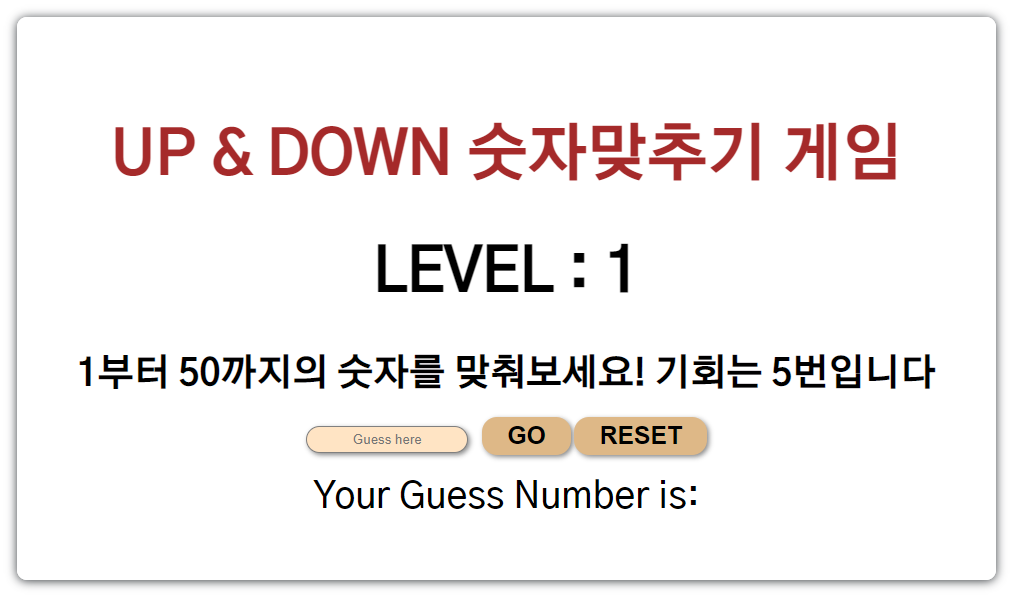 UP & DOWN 숫자맞추기 게임
LEVEL : 1
1부터 50까지의 숫자를 맞춰보세요! 기회는 5번입니다
Guess here GO RESET
Your Guess Number is: